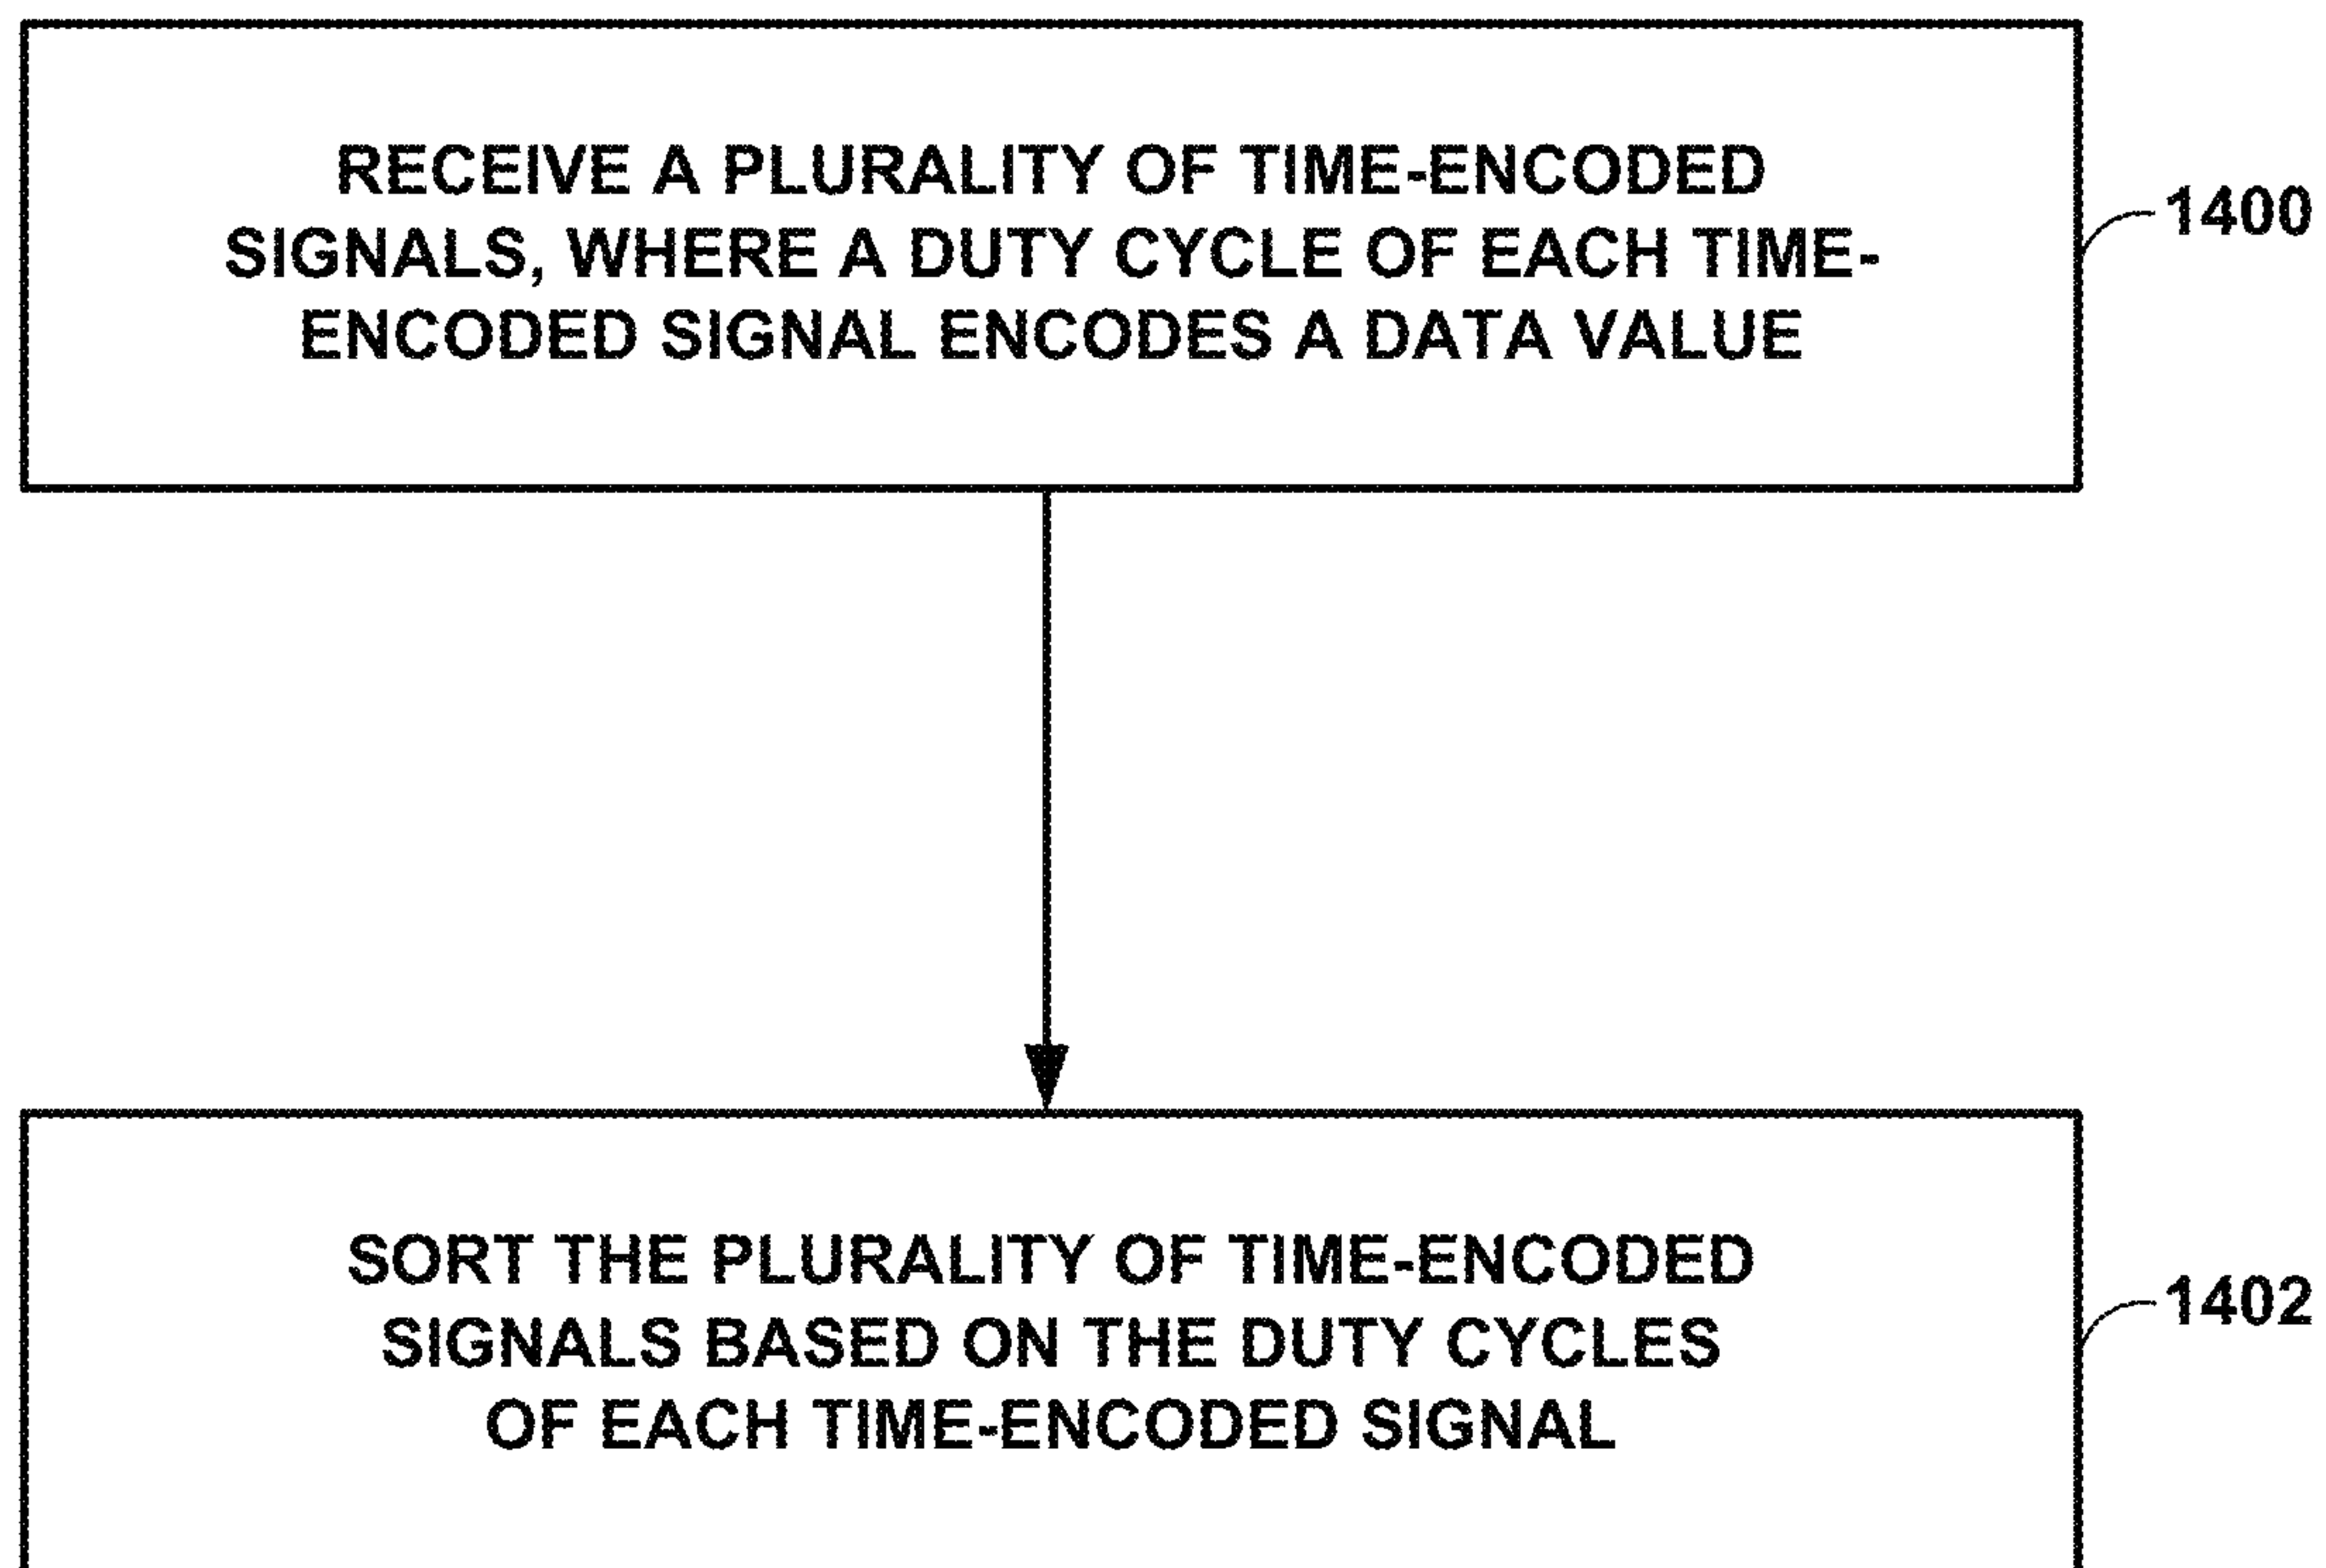 RECEIVE A PLURALITY OF TIME-ENCODED
SIGNALS, WHERE A DUTY CYCLE OF EACH TIME-
ENCODED SIGNAL ENCODES A DATA VALUE
1400
SORT THE PLURALITY OF TIME-ENCODED
SIGNALS BASED ON THE DUTY CYCLES
OF EACH TIME-ENCODED SIGNAL
1402